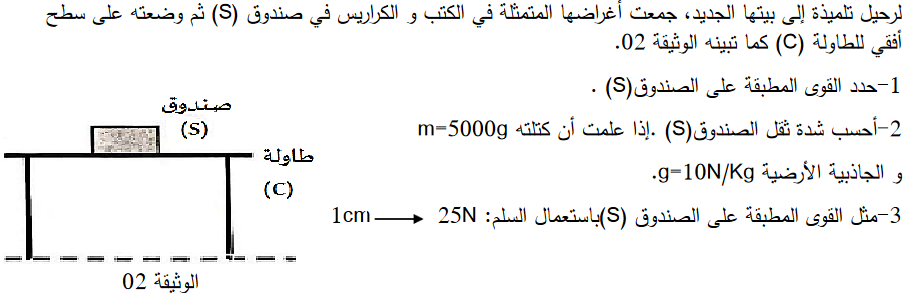 لرحيل تلميذة إلى بيتها الجديد، جمعت أغراضها المتمثلة في الكتب و الكراريس في صندوق (S) ثم وضعته على سطح
أفقي للطاولة (C) كما تبينه الوثيقة 02.
1-حدد القوى المطبقة على الصندوق(S) .
2-أحسب شدة ثقل الصندوق(S) .إذا علمت أن كتلته m=5000g
و الجاذبية الأرضية g=10N/Kg.
3-مثل القوى المطبقة على الصندوق (S)باستعمال السلم: 1cm ⟶ 25N
صندوق
(S)
طاولة
(C)
الوثيقة 02